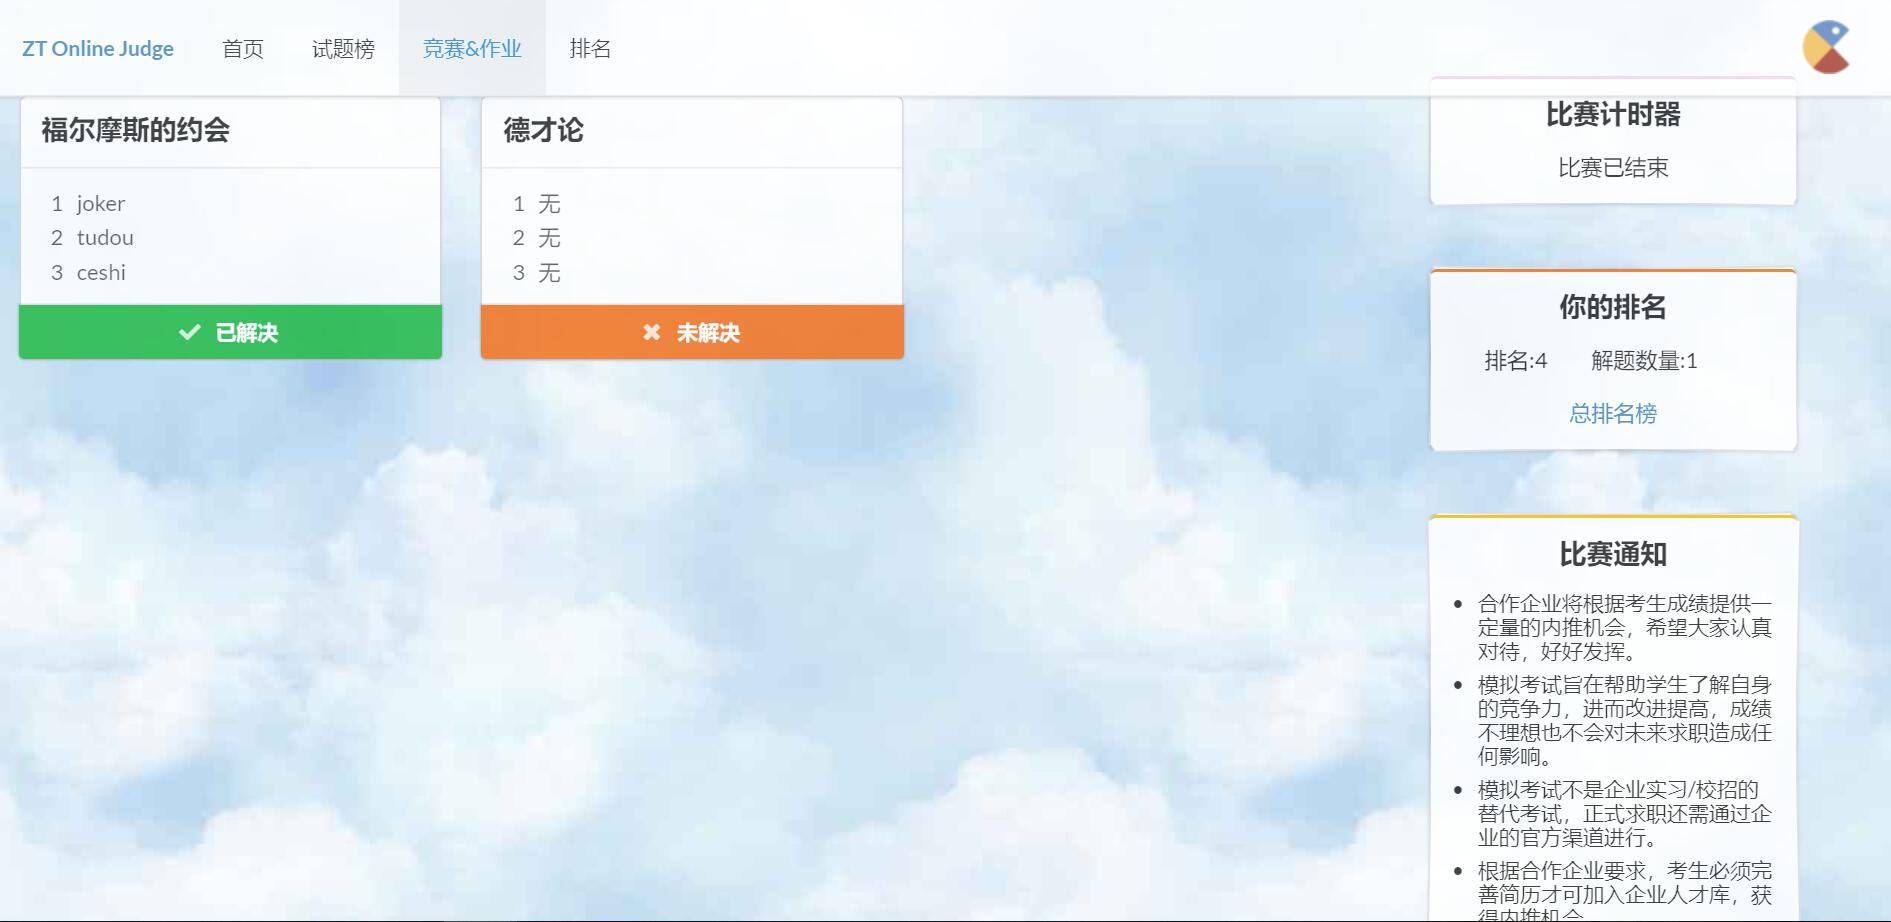 ZT Online Judge
首页
试题榜
竞赛&作业
排名
福尔摩斯的约会
1 joker
2 tudou
3 ceshi
已解决
德才论
1 无
2 无
3 无
未解决
比赛计时器
比赛已结束
你的排名
排名:4 解题数量:1
总排名榜
比赛通知
合作企业将根据考生成绩提供一
定量的内推机会，希望大家认真
对待，好好发挥。
模拟考试旨在帮助学生了解自身
的竞争力，进而改进提高，成绩
不理想也不会对未来求职造成任
何影响。
模拟考试不是企业实习/校招的
替代考试，正式求职还需通过企
业的官方渠道进行。
根据合作企业要求，考生必须完
善简历才可加入企业人才库，获
得内推机会